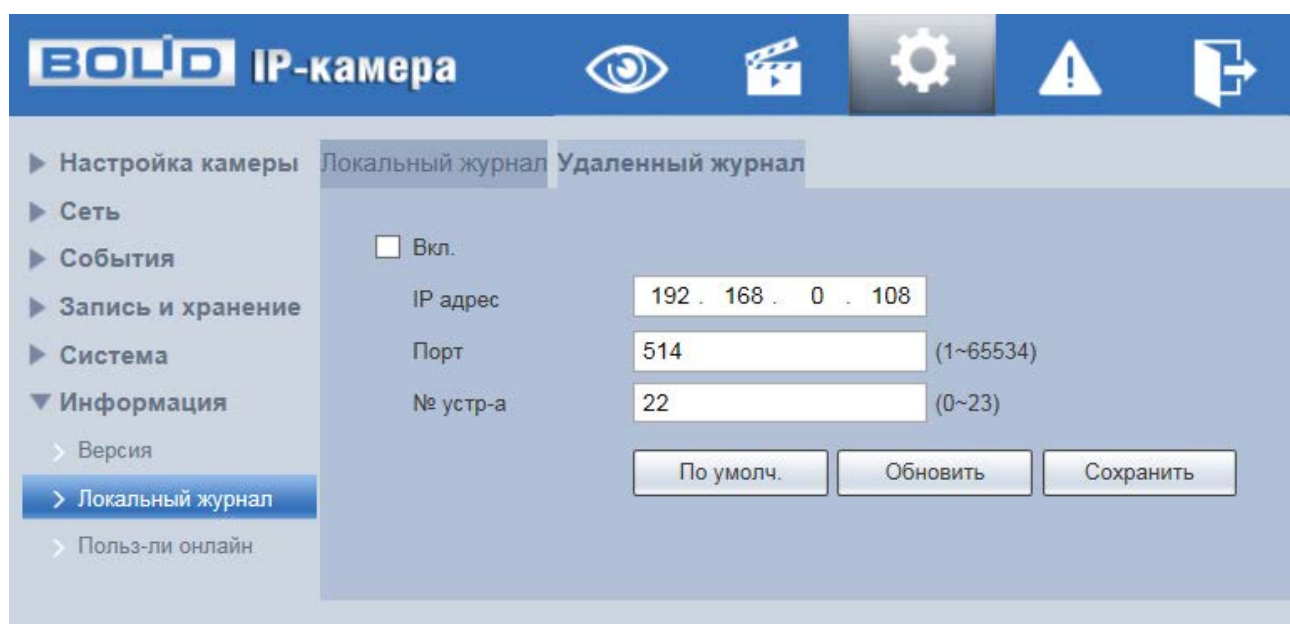 BOLID IP-камера
Настройка камеры
Сеть
События
Запись и хранение
Система
Информация
Версия
Локальный журнал
Польз-ли онлайн
Локальный журнал Удаленный журнал
Вкл.
IP адрес 192 . 168 . 0 . 108
Порт 514 (1~65534)
№ устр-а 22 (0~23)
По умолч. Обновить Сохранить